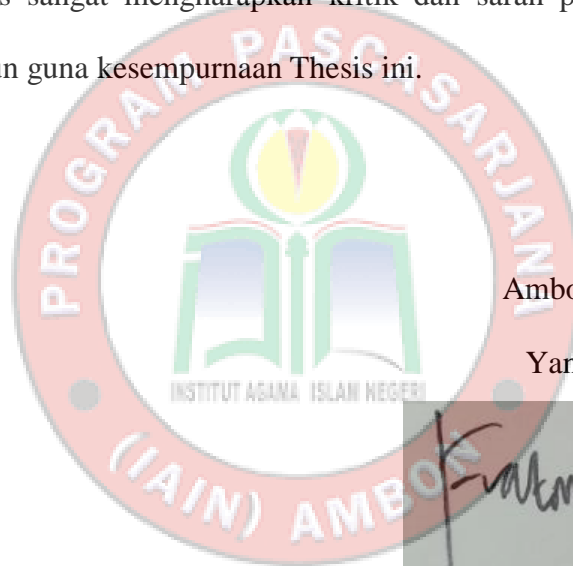 s sangat mengharapkan kritik dan saran p
un guna kesempurnaan Thesis ini.
PROGRAM PASCASARJANA
INSTITUT AGAMA ISLAM NEGERI
(IAIN) AMBON
Ambo
Yan